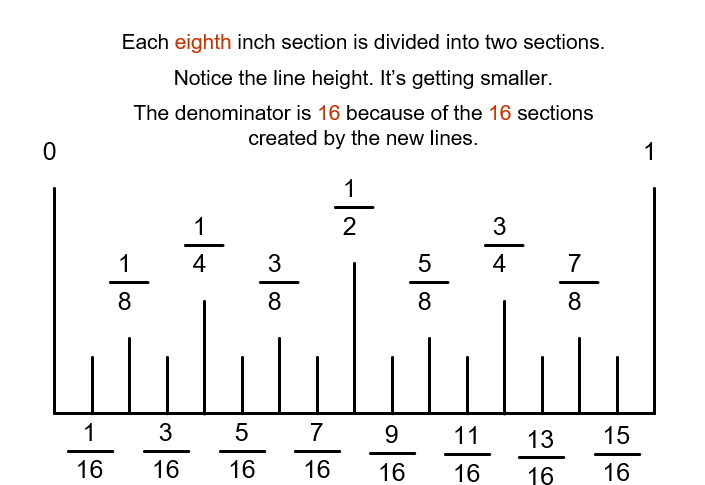 Each eighth inch section is divided into two sections.
Notice the line height. It’s getting smaller.
The denominator is 16 because of the 16 sections
created by the new lines.
0 1
1/2
1/4 3/4
1/8 3/8 5/8 7/8
1/16 3/16 5/16 7/16 9/16 11/16 13/16 15/16